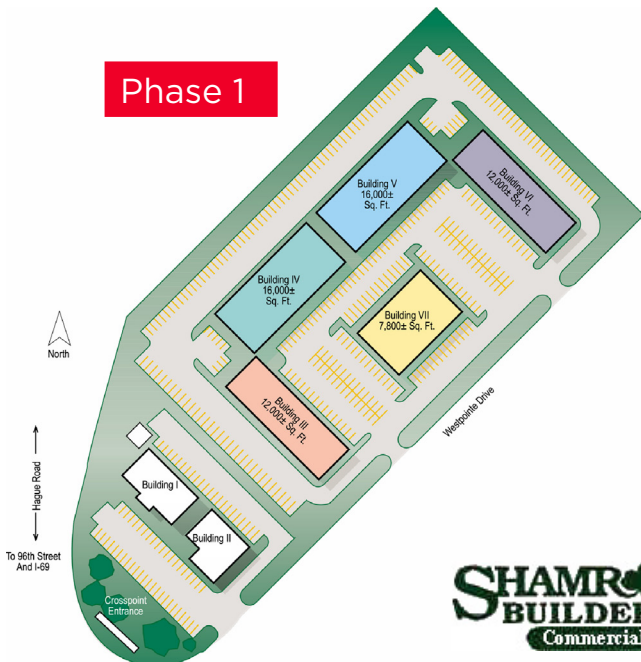 Phase 1
Building V
16,000±
Sq. Ft.
Building VI
12,000±
Sq. Ft.
Building IV
16,000±
Sq. Ft.
Building VII
7,800± Sq. Ft.
North
Building III
12,000±
Sq. Ft.
Westpointe Drive
Hague Road
Building I
Building II
To 96th Street
And I-69
Crosspoint
Entrance
SHAMRO
BUILDER
Commercial